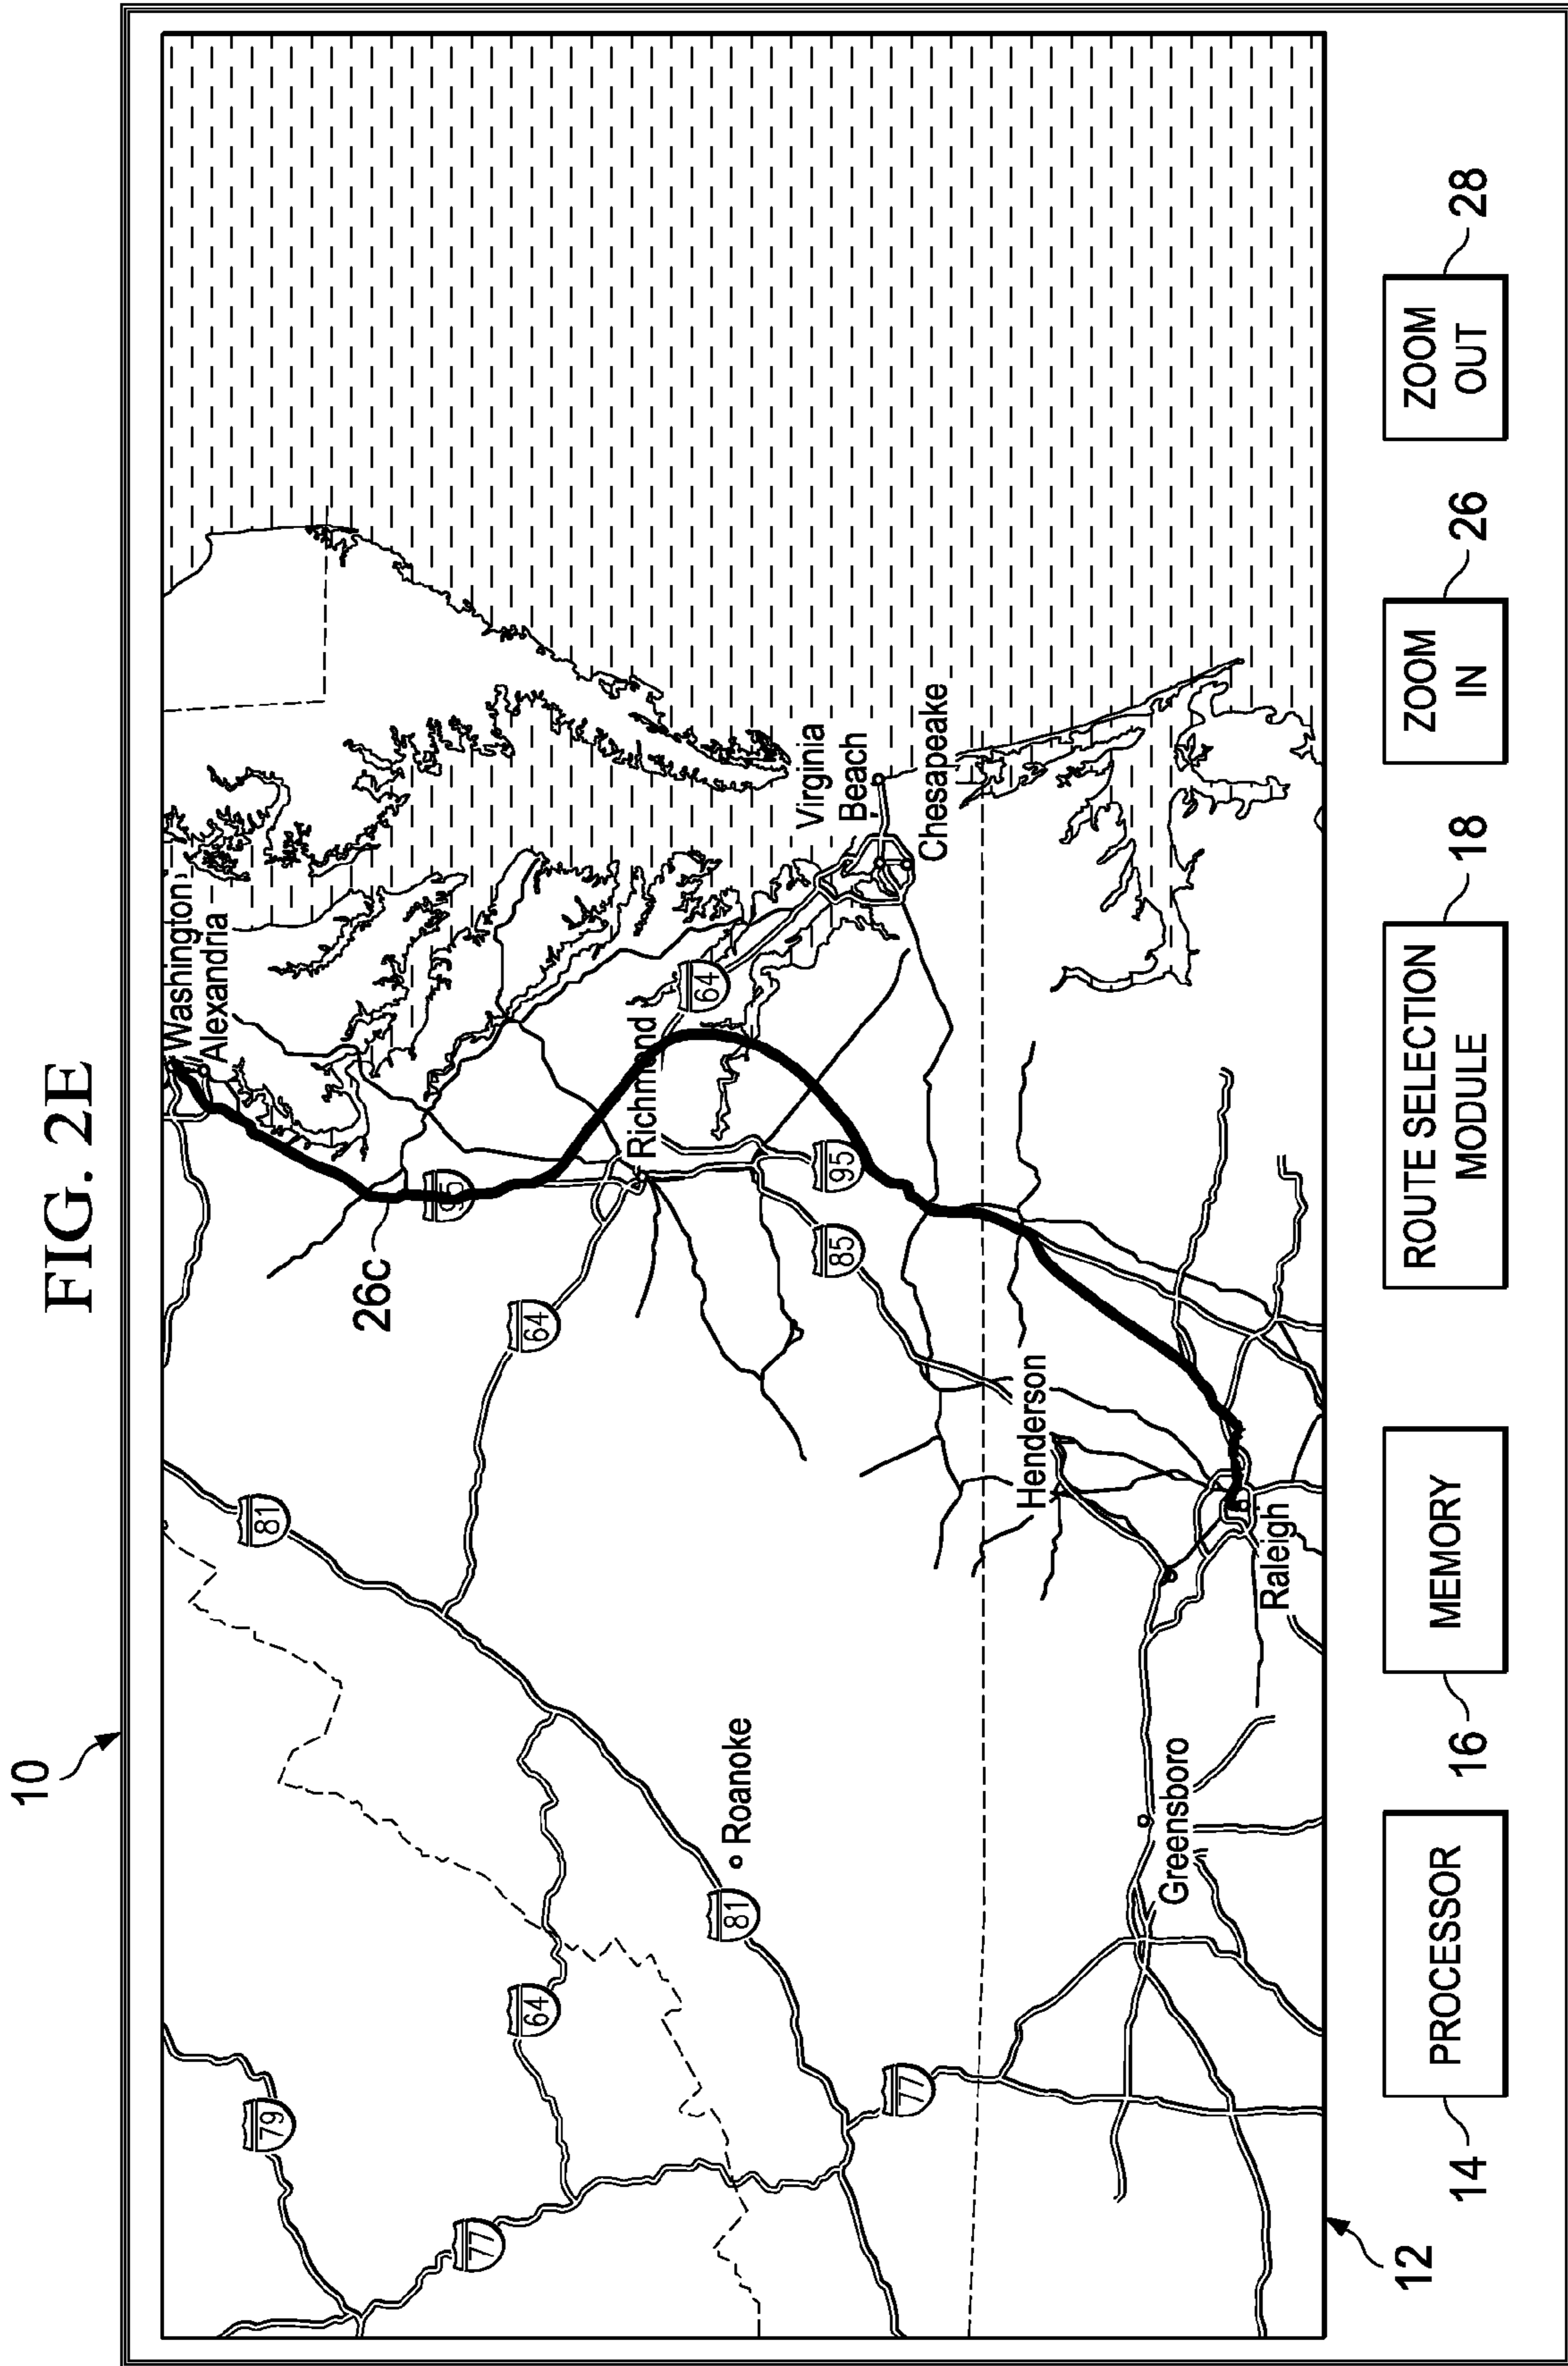 FIG. 2E
10
Washington
Alexandria
81
79
26c
95
64
77
64
Richmond
64
Roanoke
81
Virginia
Beach
Chesapeake
95
85
77
Henderson
Greensboro
Raleigh
12
PROCESSOR
14
MEMORY
16
ROUTE SELECTION
MODULE
18
ZOOM
IN
26
ZOOM
OUT
28